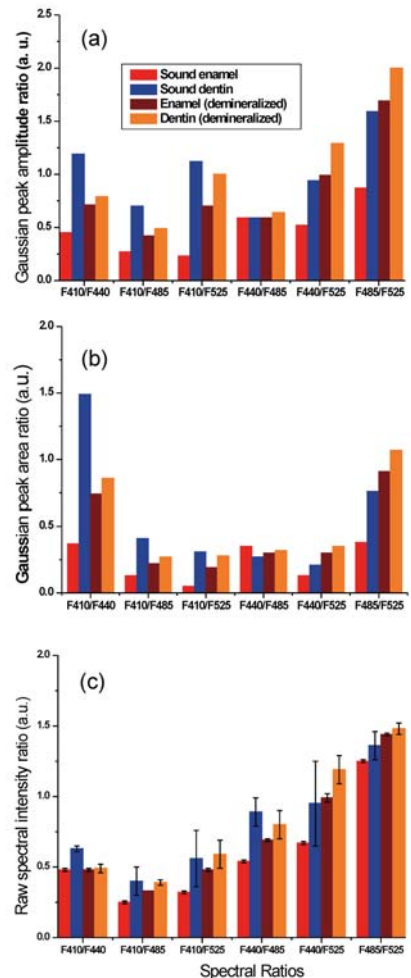 (a)
Gaussian peak amplitude ratio (a. u.)
2.5
2.0
1.5
1.0
0.5
0.0
Sound enamel
Sound dentin
Enamel (demineralized)
Dentin (demineralized)
F410/F440 F410/F485 F410/F525 F440/F485 F440/F525 F485/F525
(b)
Gaussian peak area ratio (a.u.)
2.0
1.5
1.0
0.5
0.0
F410/F440 F410/F485 F410/F525 F440/F485 F440/F525 F485/F525
(c)
Raw spectral intensity ratio (a.u.)
2.0
1.5
1.0
0.5
0.0
F410/F440 F410/F485 F410/F525 F440/F485 F440/F525 F485/F525
Spectral Ratios